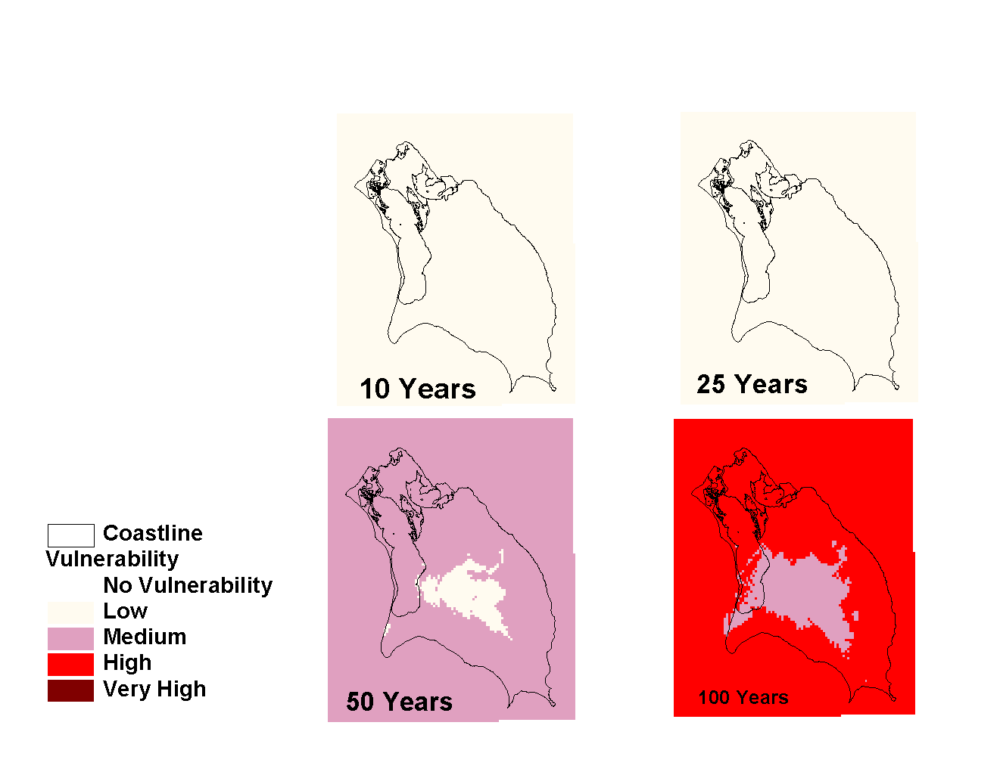 10 Years
25 Years
50 Years
100 Years
Coastline
Vulnerability
No Vulnerability
Low
Medium
High
Very High